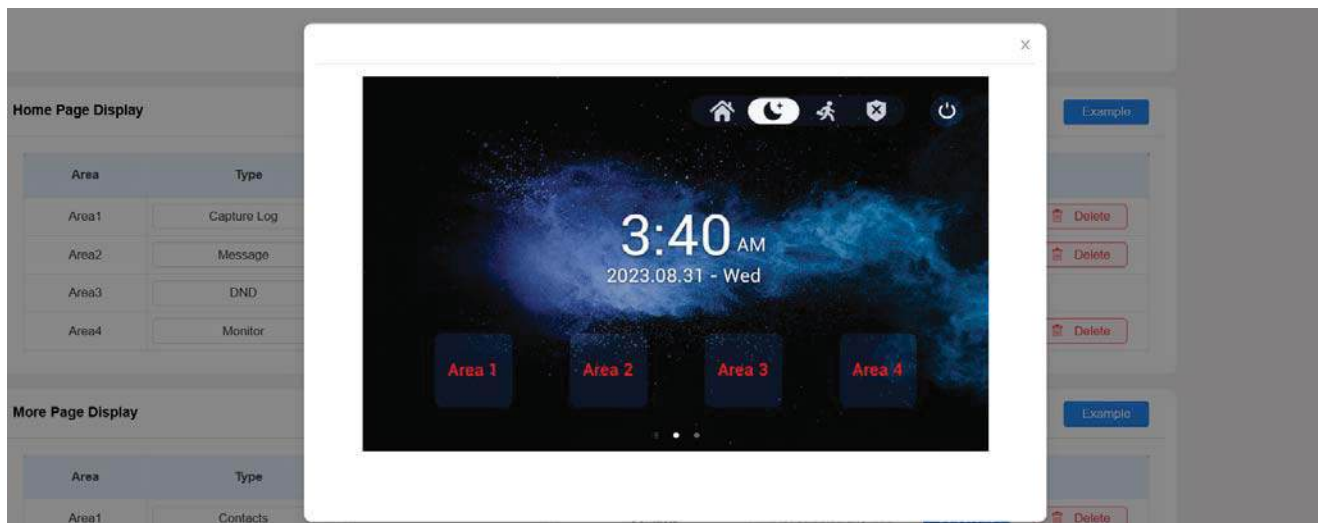 X
Home Page Display
Example
Area Type
Area1 Capture Log Delete
Area2 Message Delete
Area3 DND
Area4 Monitor Delete
3:40 AM
2023.08.31 - Wed
Area 1 Area 2 Area 3 Area 4
More Page Display
Example
Area Type
Area1 Contacts Delete